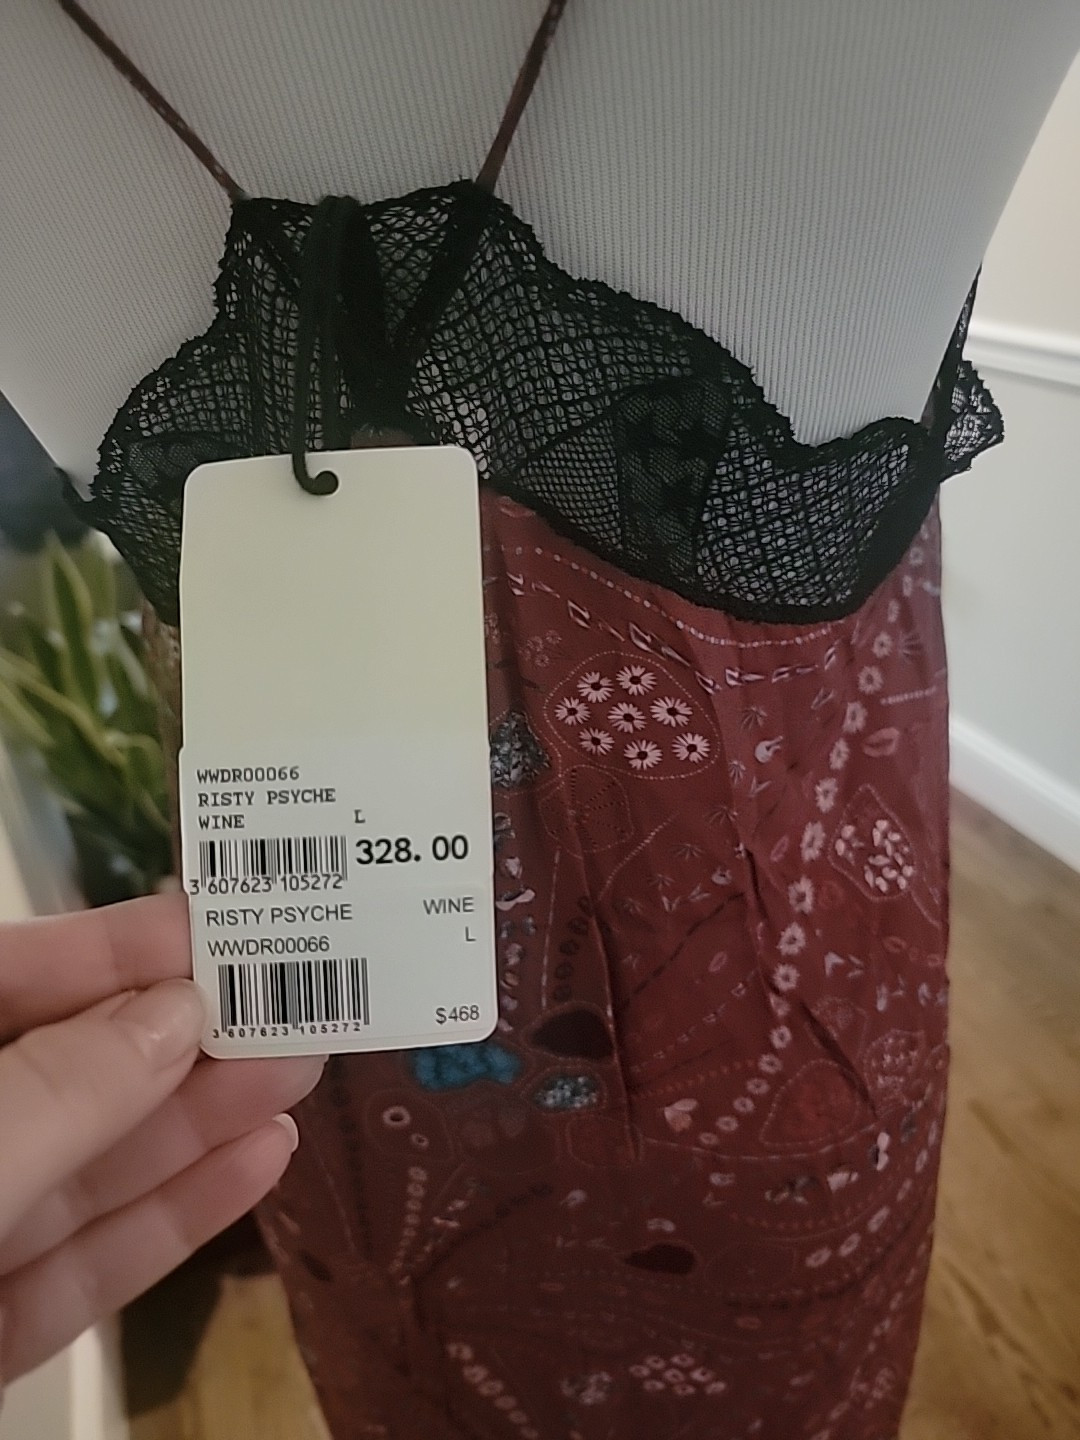 WWDR00066
RISTY PSYCHE
WINE L
328.00
3 607623 105272
RISTY PSYCHE WINE
WWDR00066 L
3 607623 105272
$468